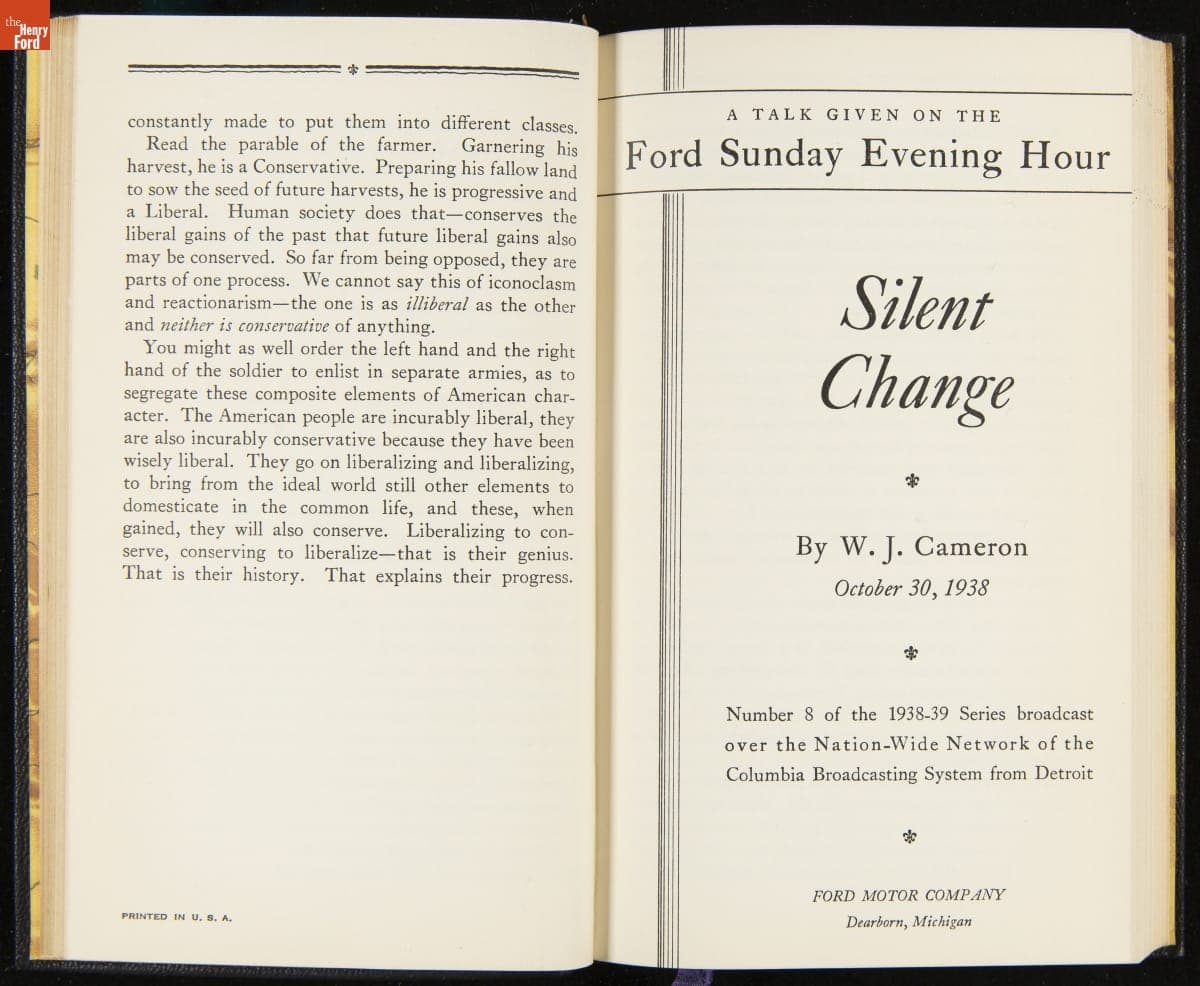 the
Henry
Ford
constantly made to put them into different classes.
Read the parable of the farmer. Garnering his
harvest, he is a Conservative. Preparing his fallow land
to sow the seed of future harvests, he is progressive and
a Liberal. Human society does that—conserves the
liberal gains of the past that future liberal gains also
may be conserved. So far from being opposed, they are
parts of one process. We cannot say this of iconoclasm
and reactionarism—the one is as illiberal as the other
and neither is conservative of anything.
You might as well order the left hand and the right
hand of the soldier to enlist in separate armies, as to
segregate these composite elements of American char-
acter. The American people are incurably liberal, they
are also incurably conservative because they have been
wisely liberal. They go on liberalizing and liberalizing,
to bring from the ideal world still other elements to
domesticate in the common life, and these, when
gained, they will also conserve. Liberalizing to con-
serve, conserving to liberalize—that is their genius.
That is their history. That explains their progress.
PRINTED IN U. S. A.
A TALK GIVEN ON THE
Ford Sunday Evening Hour
Silent
Change
By W. J. Cameron
October 30, 1938
Number 8 of the 1938-39 Series broadcast
over the Nation-Wide Network of the
Columbia Broadcasting System from Detroit
FORD MOTOR COMPANY
Dearborn, Michigan